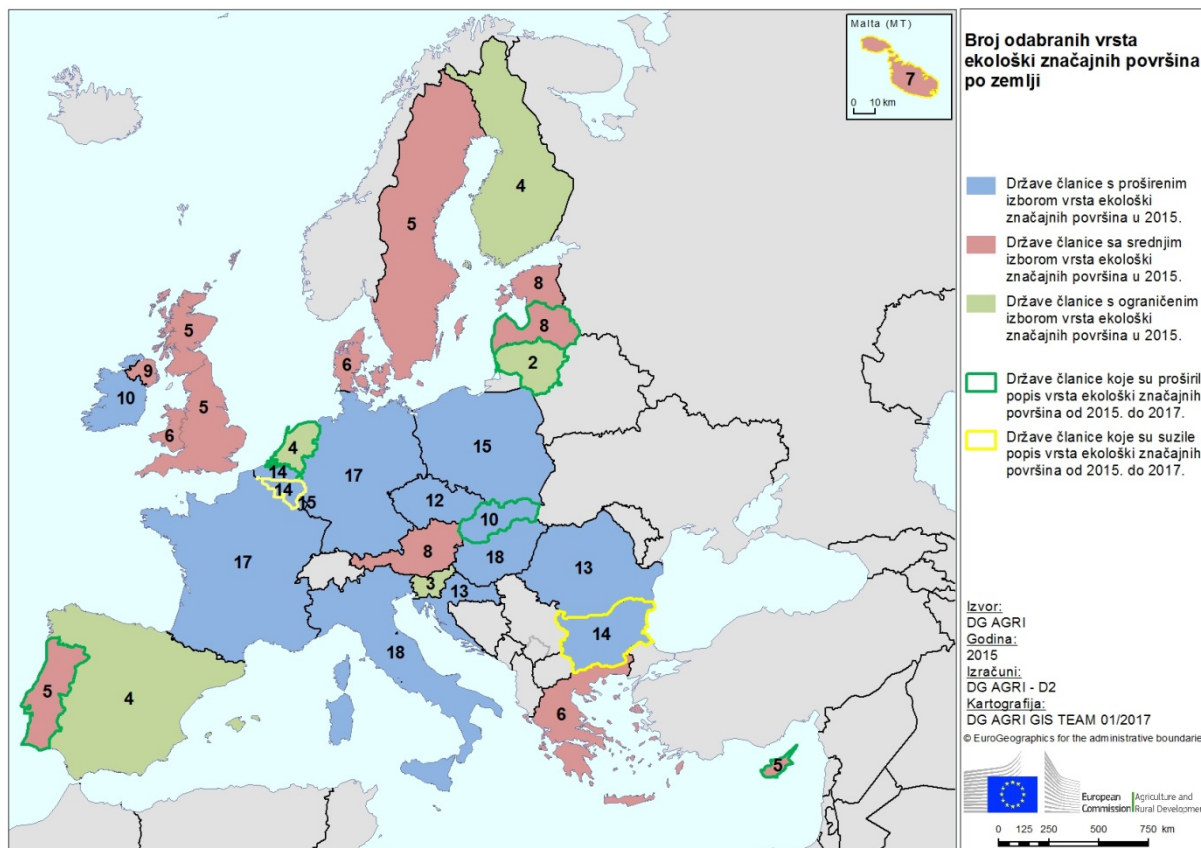 Malta (MT)
7
0 10 km
4
5
8
8
2
5
9
10
5
6
6
4
14
14
15
17
15
12
10
17
8
18
3
13
13
18
14
5
4
6
5
Broj odabranih vrsta
ekološki značajnih površina
po zemlji
Države članice s proširenim
izborom vrsta ekološki
značajnih površina u 2015.
Države članice sa srednjim
izborom vrsta ekološki
značajnih površina u 2015.
Države članice s ograničenim
izborom vrsta ekološki
značajnih površina u 2015.
Države članice koje su proširil
popis vrsta ekološki značajnih
površina od 2015. do 2017.
Države članice koje su suzile
popis vrsta ekološki značajnih
površina od 2015. do 2017.
Izvor:
DG AGRI
Godina:
2015
Izračuni:
DG AGRI - D2
Kartografija:
DG AGRI GIS TEAM 01/2017
© EuroGeographics for the administrative boundarie
European
Commission
Agriculture and
Rural Developmen
0 125 250 500 750 km